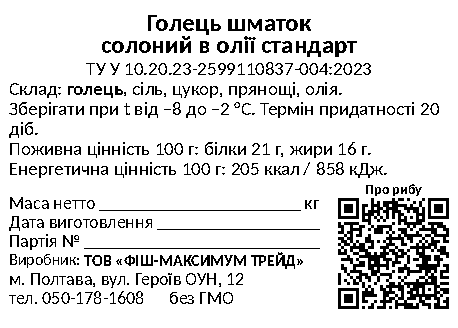 Голець шматок
солоний в олії стандарт
ТУ У 10.20.23-2599110837-004:2023
Склад: голець, сіль, цукор, прянощі, олія.
Зберігати при t від –8 до –2 °С. Термін придатності 20
діб.
Поживна цінність 100 г: білки 21 г, жири 16 г.
Енергетична цінність 100 г: 205 ккал / 858 кДж.
Про рибу
Маса нетто ________________________ кг
Дата виготовлення ___________________
Партія № ____________________________
Виробник: ТОВ «ФІШ-МАКСИМУМ ТРЕЙД»
м. Полтава, вул. Героїв ОУН, 12
тел. 050-178-1608 без ГМО